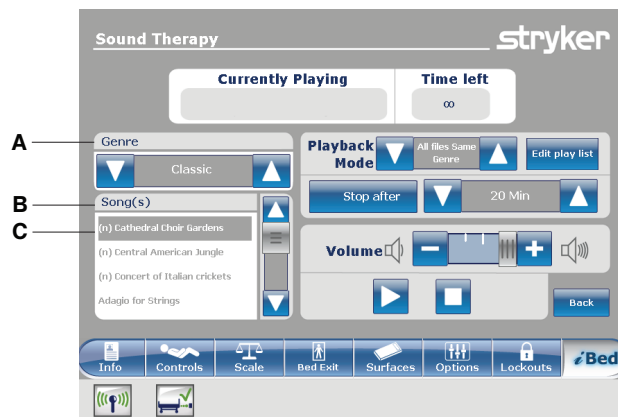 Sound Therapy
stryker
Currently Playing
Time left
∞
A
Genre
Classic
Playback
Mode
All files Same
Genre
Edit play list
Stop after
20 Min
B
Song(s)
C
(n) Cathedral Choir Gardens
(n) Central American Jungle
(n) Concert of Italian crickets
Adagio for Strings
Volume
Back
Info
Controls
Scale
Bed Exit
Surfaces
Options
Lockouts
iBed